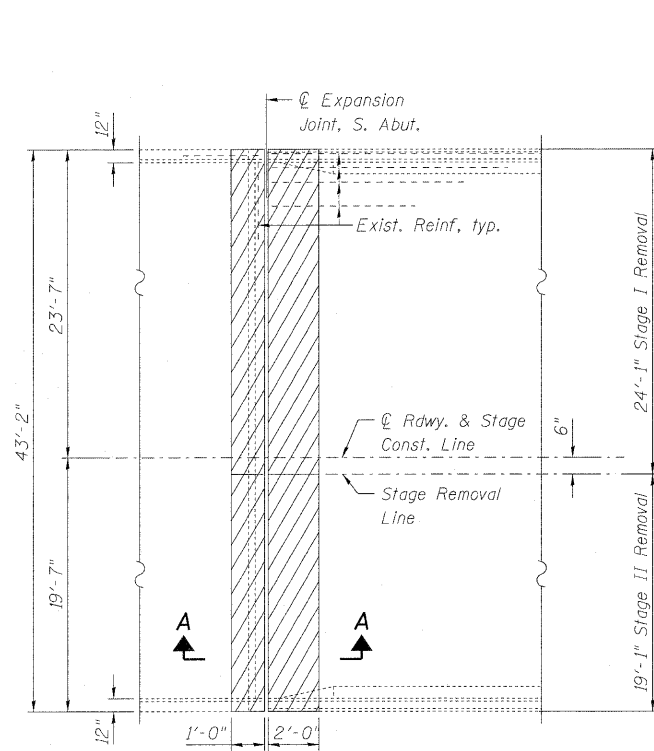 ℄ Expansion
Joint, S. Abut.
12"
Exist. Reinf, typ.
23'-7"
24'-1" Stage I Removal
43'-2"
℄ Rdwy. & Stage
Const. Line
6"
Stage Removal
Line
19'-7"
19'-1" Stage II Removal
A A
12"
1'-0" 2'-0"